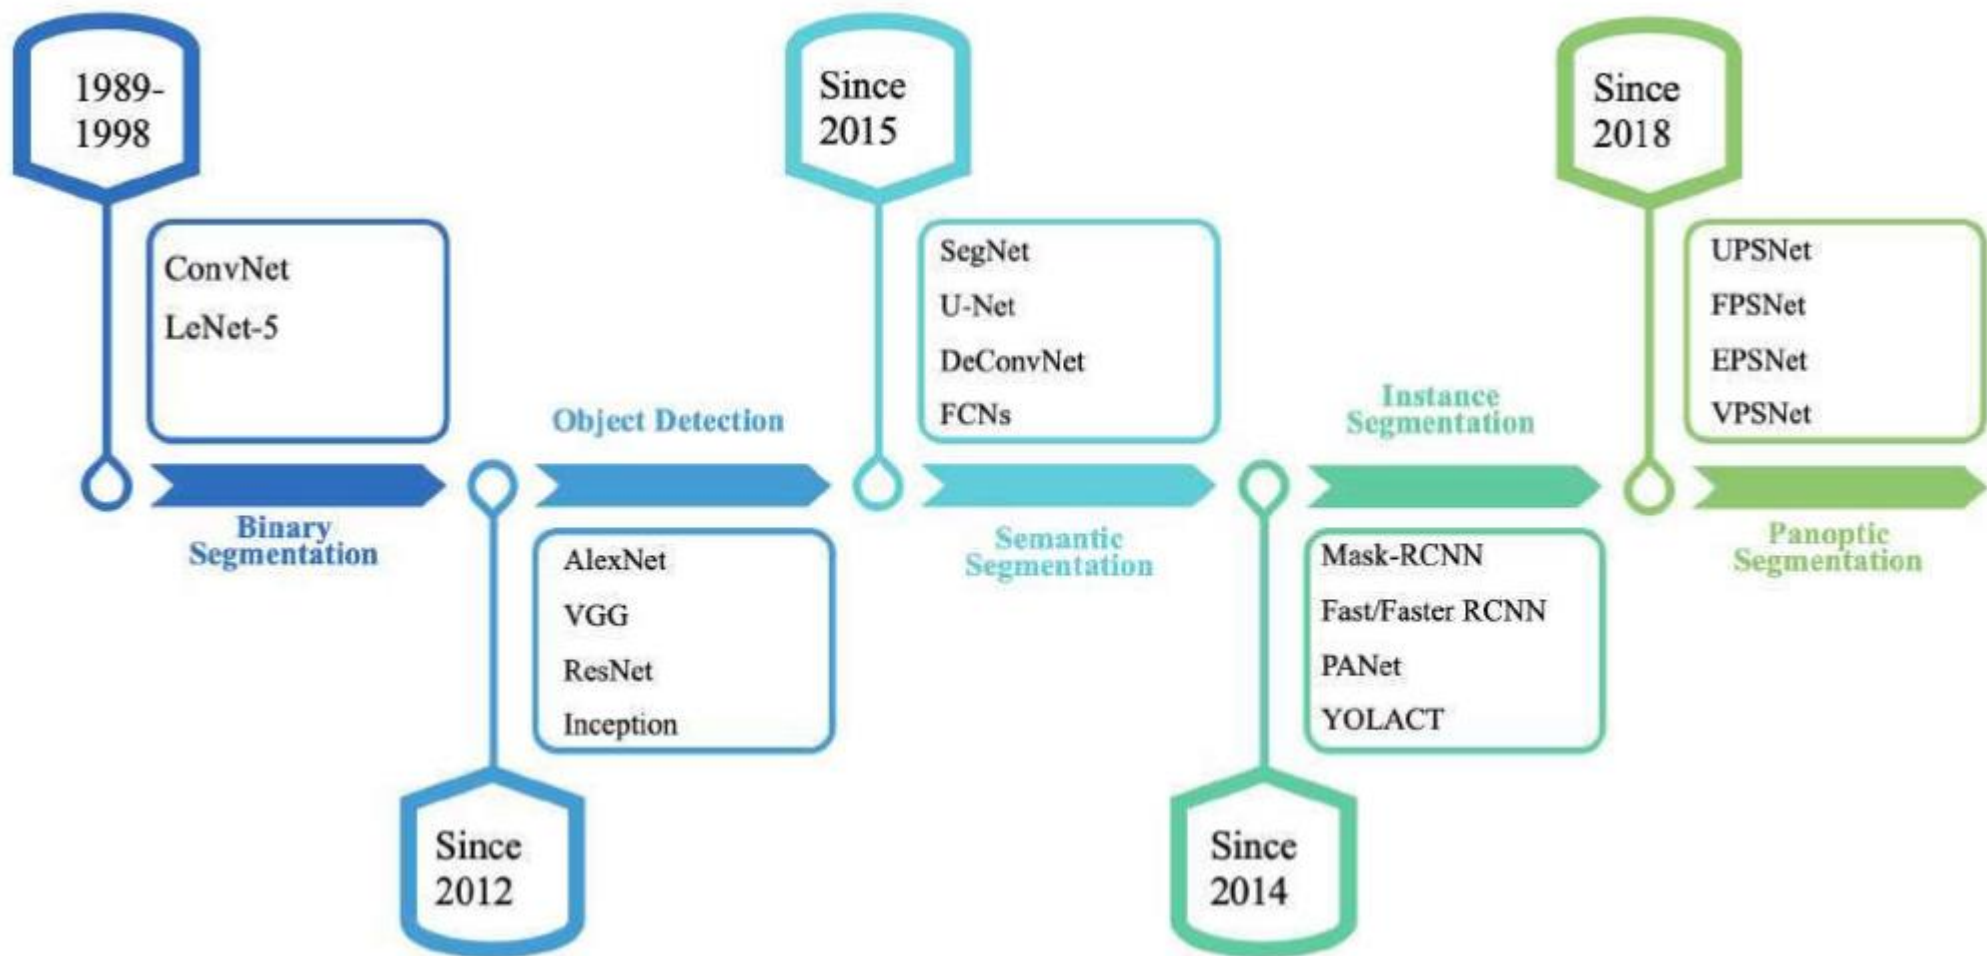 1989-
1998
ConvNet
LeNet-5
Binary
Segmentation
Since
2012
Object Detection
AlexNet
VGG
ResNet
Inception
Since
2015
SegNet
U-Net
DeConvNet
FCNs
Semantic
Segmentation
Since
2014
Instance
Segmentation
Mask-RCNN
Fast/Faster RCNN
PANet
YOLACT
Since
2018
UPSNet
FPSNet
EPSNet
VPSNet
Panoptic
Segmentation